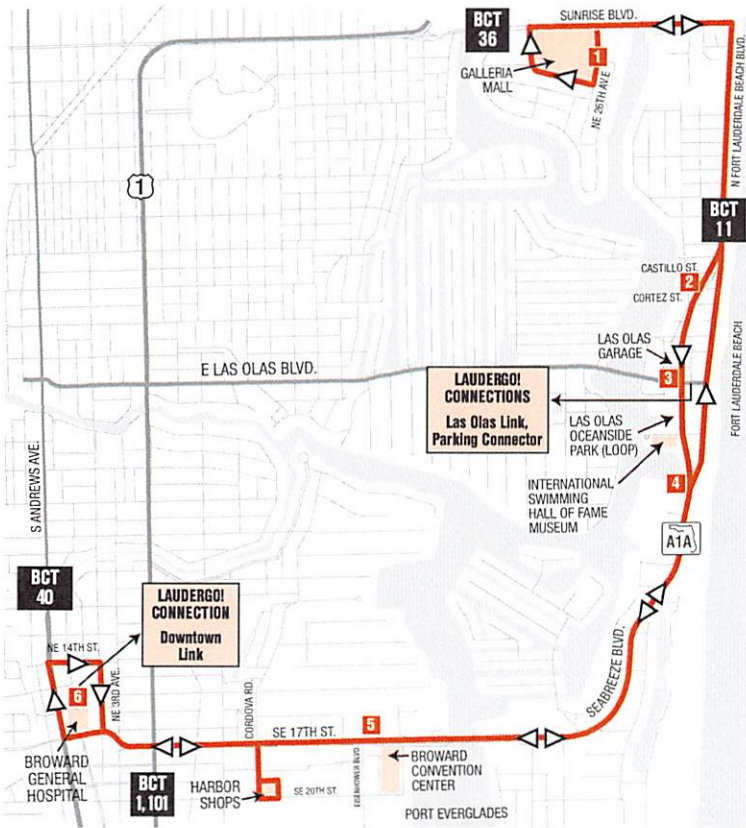 BCT
36
SUNRISE BLVD.
1
GALLERIA
MALL
NE 26TH AVE
N FORT LAUDERDALE BEACH BLVD.
1
BCT
11
CASTILLO ST.
2
CORTEZ ST.
LAS OLAS
GARAGE
FORT LAUDERDALE BEACH
E LAS OLAS BLVD.
3
LAUDERGO!
CONNECTIONS
Las Olas Link,
Parking Connector
LAS OLAS
OCEANSIDE
PARK (LOOP)
INTERNATIONAL
SWIMMING
HALL OF FAME
MUSEUM
4
A1A
S ANDREWS AVE.
BCT
40
LAUDERGO!
CONNECTION
Downtown
Link
NE 14TH ST.
6
NE 3RD AVE.
SEABREEZE BLVD.
CORDOVA RD.
SE 17TH ST.
5
BROWARD
GENERAL
HOSPITAL
BCT
1,101
HARBOR
SHOPS
SE 20TH ST.
EISENHOWER BLVD
BROWARD
CONVENTION
CENTER
PORT EVERGLADES